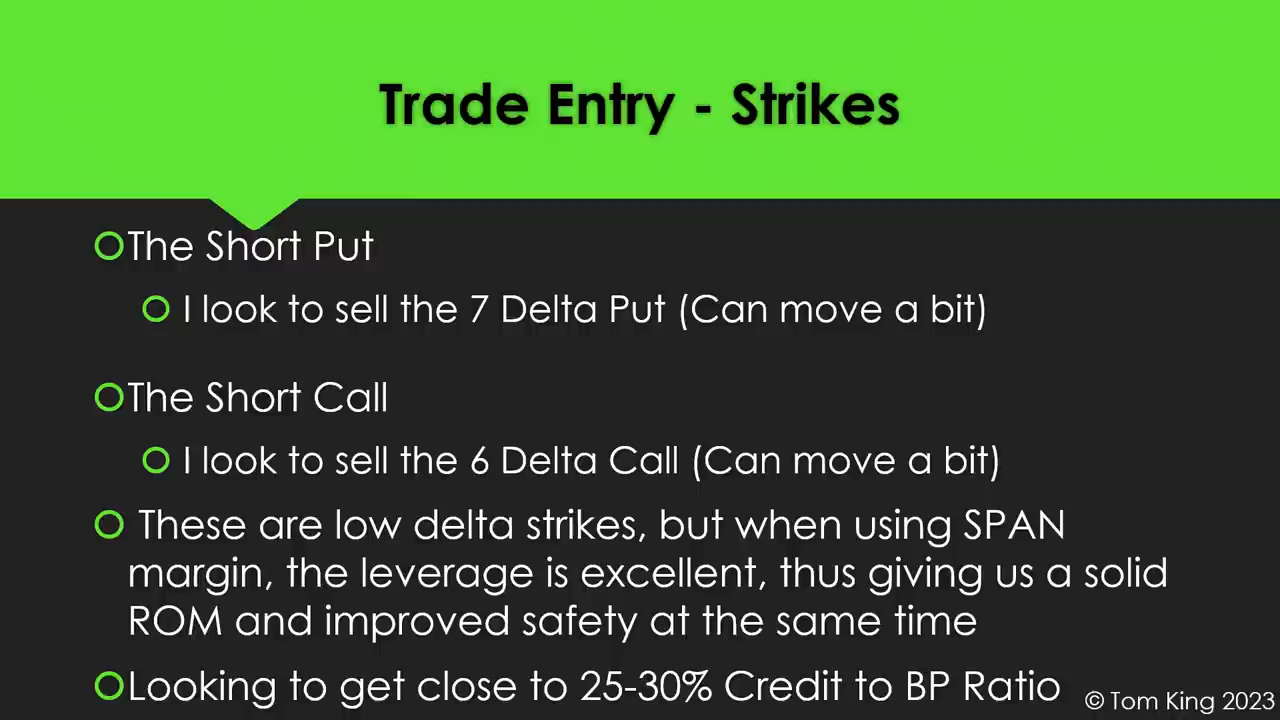 Trade Entry - Strikes
The Short Put
I look to sell the 7 Delta Put (Can move a bit)
The Short Call
I look to sell the 6 Delta Call (Can move a bit)
These are low delta strikes, but when using SPAN
margin, the leverage is excellent, thus giving us a solid
ROM and improved safety at the same time
Looking to get close to 25-30% Credit to BP Ratio
© Tom King 2023